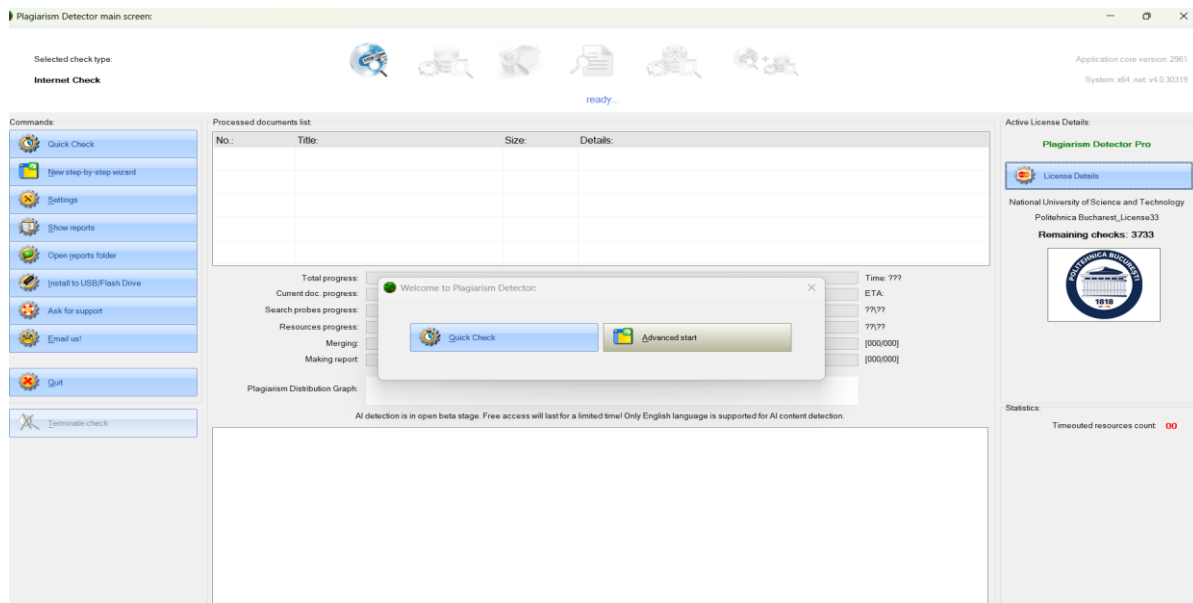 Plagiarism Detector main screen:
Selected check type:
Internet Check
ready...
Application core version: 2961
System: x64 .net: v4.0.30319
Commands:
Quick Check
New step-by-step wizard
Settings
Show reports
Open reports folder
Install to USB/Flash Drive
Ask for support
Email us!
Quit
Terminate check
Processed documents list:
No.: Title: Size: Details:
Total progress: Time: ???
Current doc. progress: ETA:
Search probes progress: ??\??
Resources progress: ??\??
Merging: [000/000]
Making report: [000/000]
Plagiarism Distribution Graph:
Welcome to Plagiarism Detector:
Quick Check
Advanced start
AI detection is in open beta stage. Free access will last for a limited time! Only English language is supported for AI content detection.
Active License Details:
Plagiarism Detector Pro
License Details
National University of Science and Technology
Politehnica Bucharest_License33
Remaining checks: 3733
POLITEHNICA BUCUREȘTI
1818
Statistics:
Timeouted resources count: 00